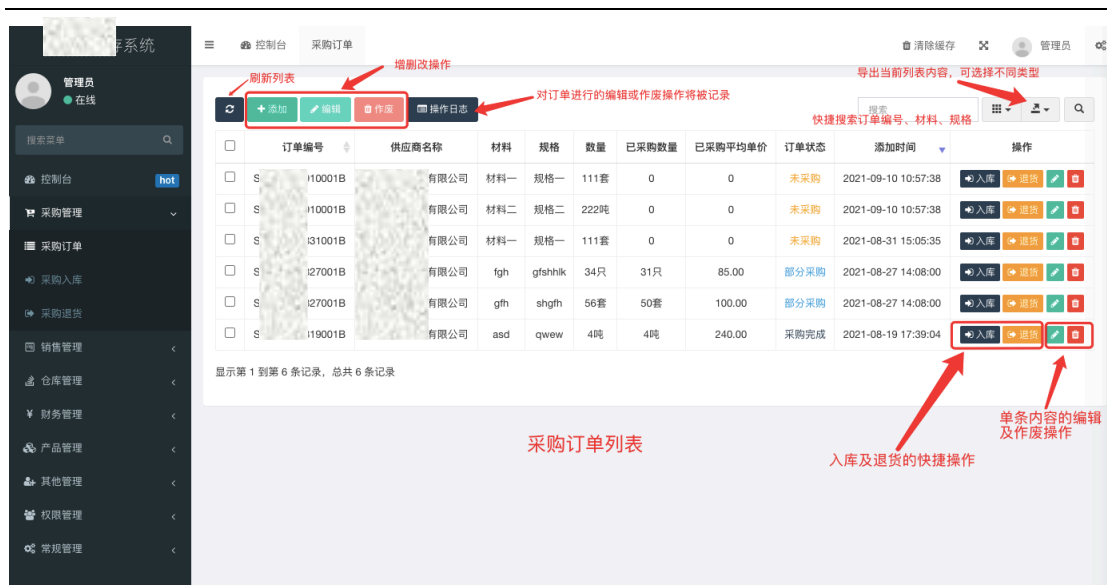 存系统
控制台
采购订单
清除缓存
管理员
管理员
在线
增删改操作
刷新列表
导出当前列表内容，可选择不同类型
添加
编辑
作废
操作日志
对订单进行的编辑或作废操作将被记录
搜索
快捷搜索订单编号、材料、规格
搜索菜单
控制台 hot
采购管理
采购订单
采购入库
采购退货
销售管理
仓库管理
财务管理
产品管理
其他管理
权限管理
常规管理
订单编号 供应商名称 材料 规格 数量 已采购数量 已采购平均单价 订单状态 添加时间 操作
S 10001B 有限公司 材料一 规格一 111套 0 0 未采购 2021-09-10 10:57:38 入库 退货
S 10001B 有限公司 材料二 规格二 222吨 0 0 未采购 2021-09-10 10:57:38 入库 退货
S 31001B 有限公司 材料一 规格一 111套 0 0 未采购 2021-08-31 15:05:35 入库 退货
S 27001B 有限公司 fgh gfshhlk 34只 31只 85.00 部分采购 2021-08-27 14:08:00 入库 退货
S 27001B 有限公司 gfh shgfh 56套 50套 100.00 部分采购 2021-08-27 14:08:00 入库 退货
S 19001B 有限公司 asd qwew 4吨 4吨 240.00 采购完成 2021-08-19 17:39:04 入库 退货
显示第 1 到第 6 条记录，总共 6 条记录
采购订单列表
入库及退货的快捷操作
单条内容的编辑
及作废操作